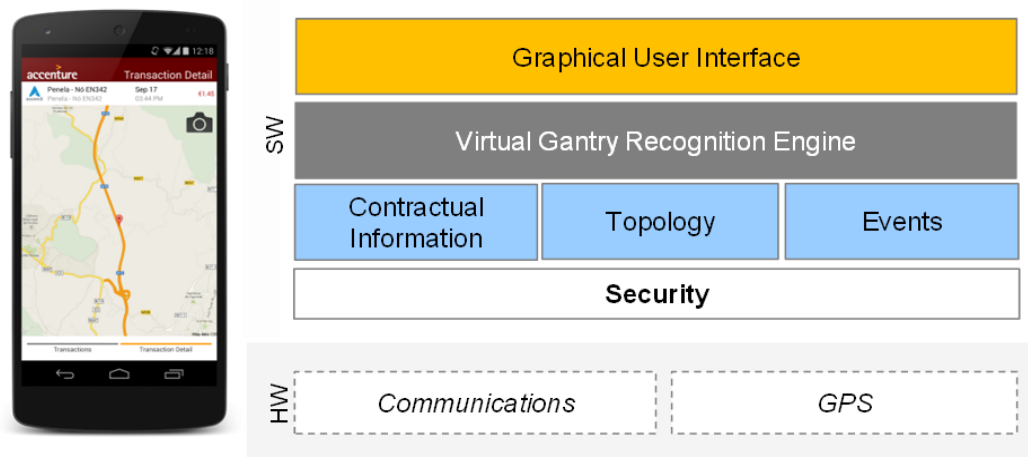 12:18
accenture
Transaction Detail
Penela - Nó EN342
Sep 17
€1.45
Penela - Nó EN342
03:44 PM
Transactions
Transaction Detail
SW
Graphical User Interface
Virtual Gantry Recognition Engine
Contractual
Information
Topology
Events
Security
HW
Communications
GPS